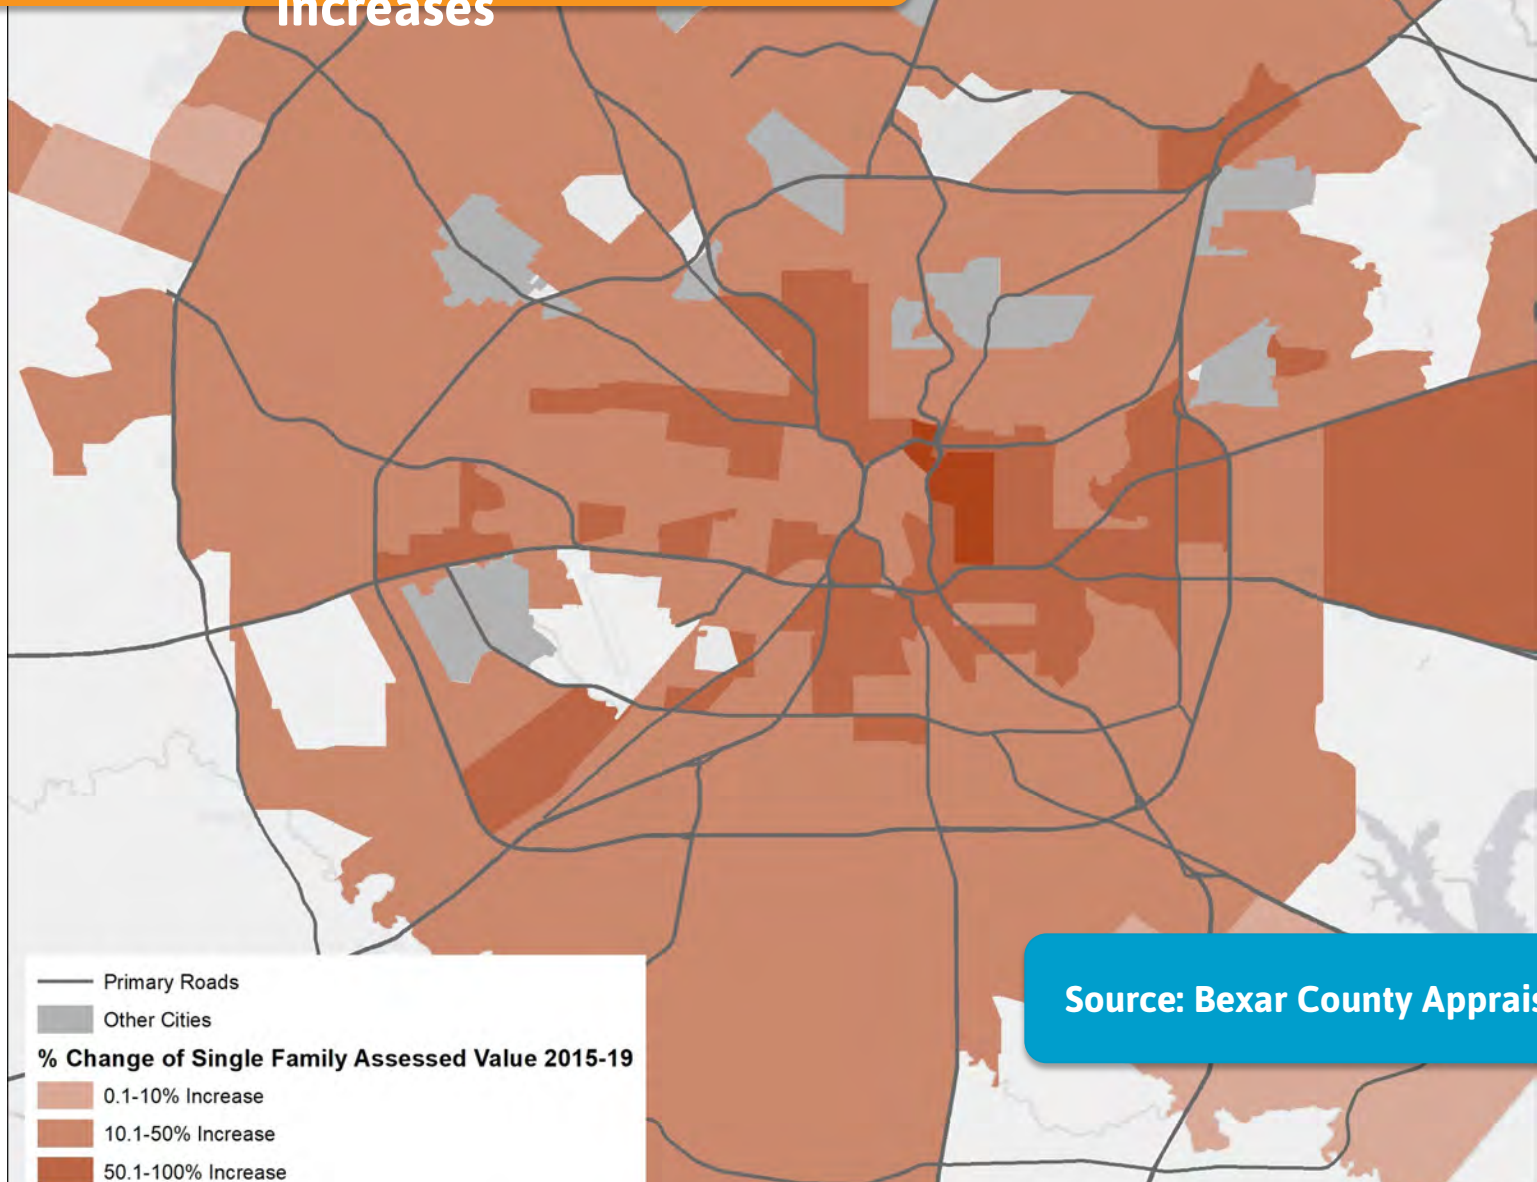 increases
Primary Roads
Other Cities
% Change of Single Family Assessed Value 2015-19
0.1-10% Increase
10.1-50% Increase
50.1-100% Increase
Source: Bexar County Apprais